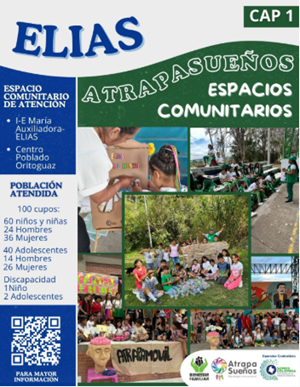 CAP 1
ELIAS
ATRAPASUEÑOS
ESPACIOS
COMUNITARIOS
ESPACIO
COMUNITARIO
DE ATENCIÓN
• I-E María
Auxiliadora-
ELIAS
• Centro
Poblado
Oritoguaz
POBLACIÓN
ATENDIDA
100 cupos:
60 niños y niñas
24 Hombres
36 Mujeres
40 Adolescentes
14 Hombres
26 Mujeres
Discapacidad
1Niño
2 Adolescentes
PARA MAYOR
INFORMACIÓN
BIENESTAR
FAMILIAR
Atrapa
Sueños